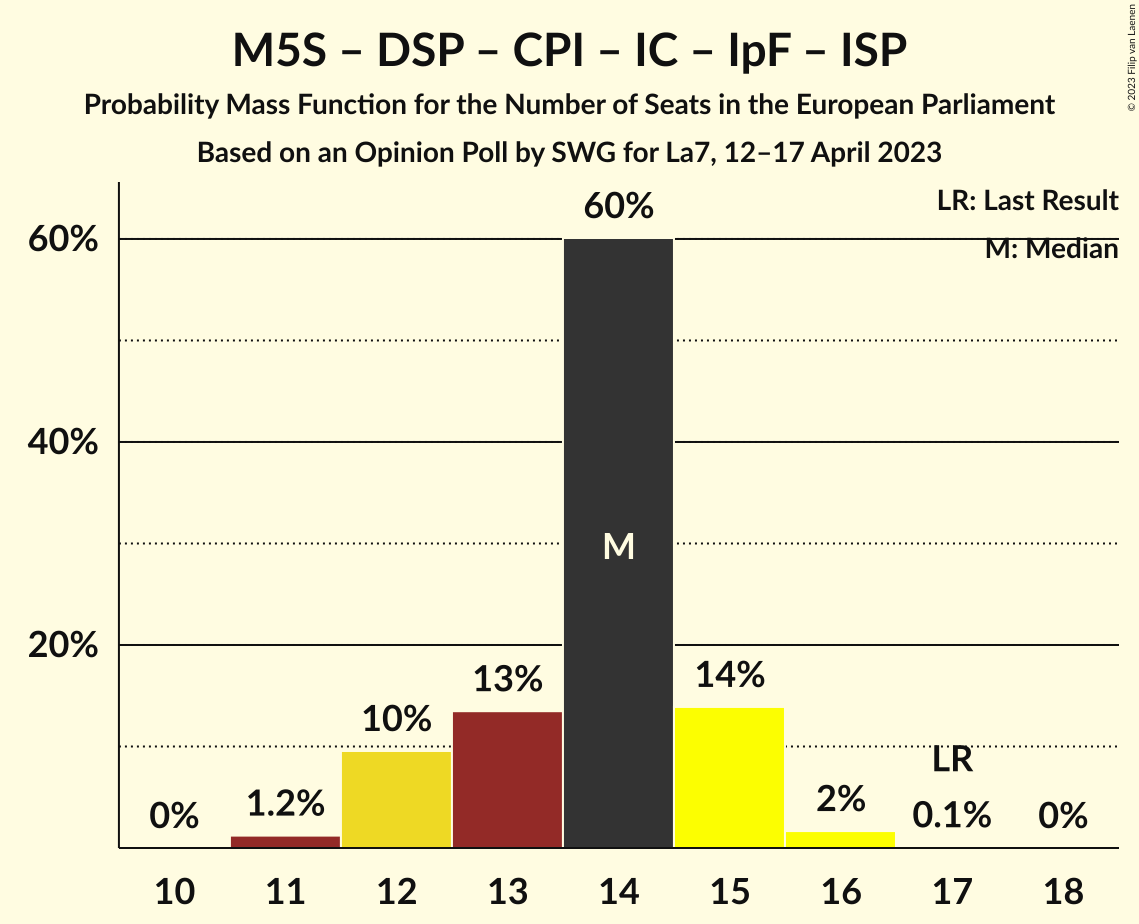 M5S – DSP – CPI – IC – IpF – ISP
Probability Mass Function for the Number of Seats in the European Parliament
Based on an Opinion Poll by SWG for La7, 12–17 April 2023
© 2023 Filip van Laenen
LR: Last Result
M: Median
60%
40%
20%
0%
1.2%
10%
13%
60%
M
14%
2%
LR
0.1%
0%
10 11 12 13 14 15 16 17 18